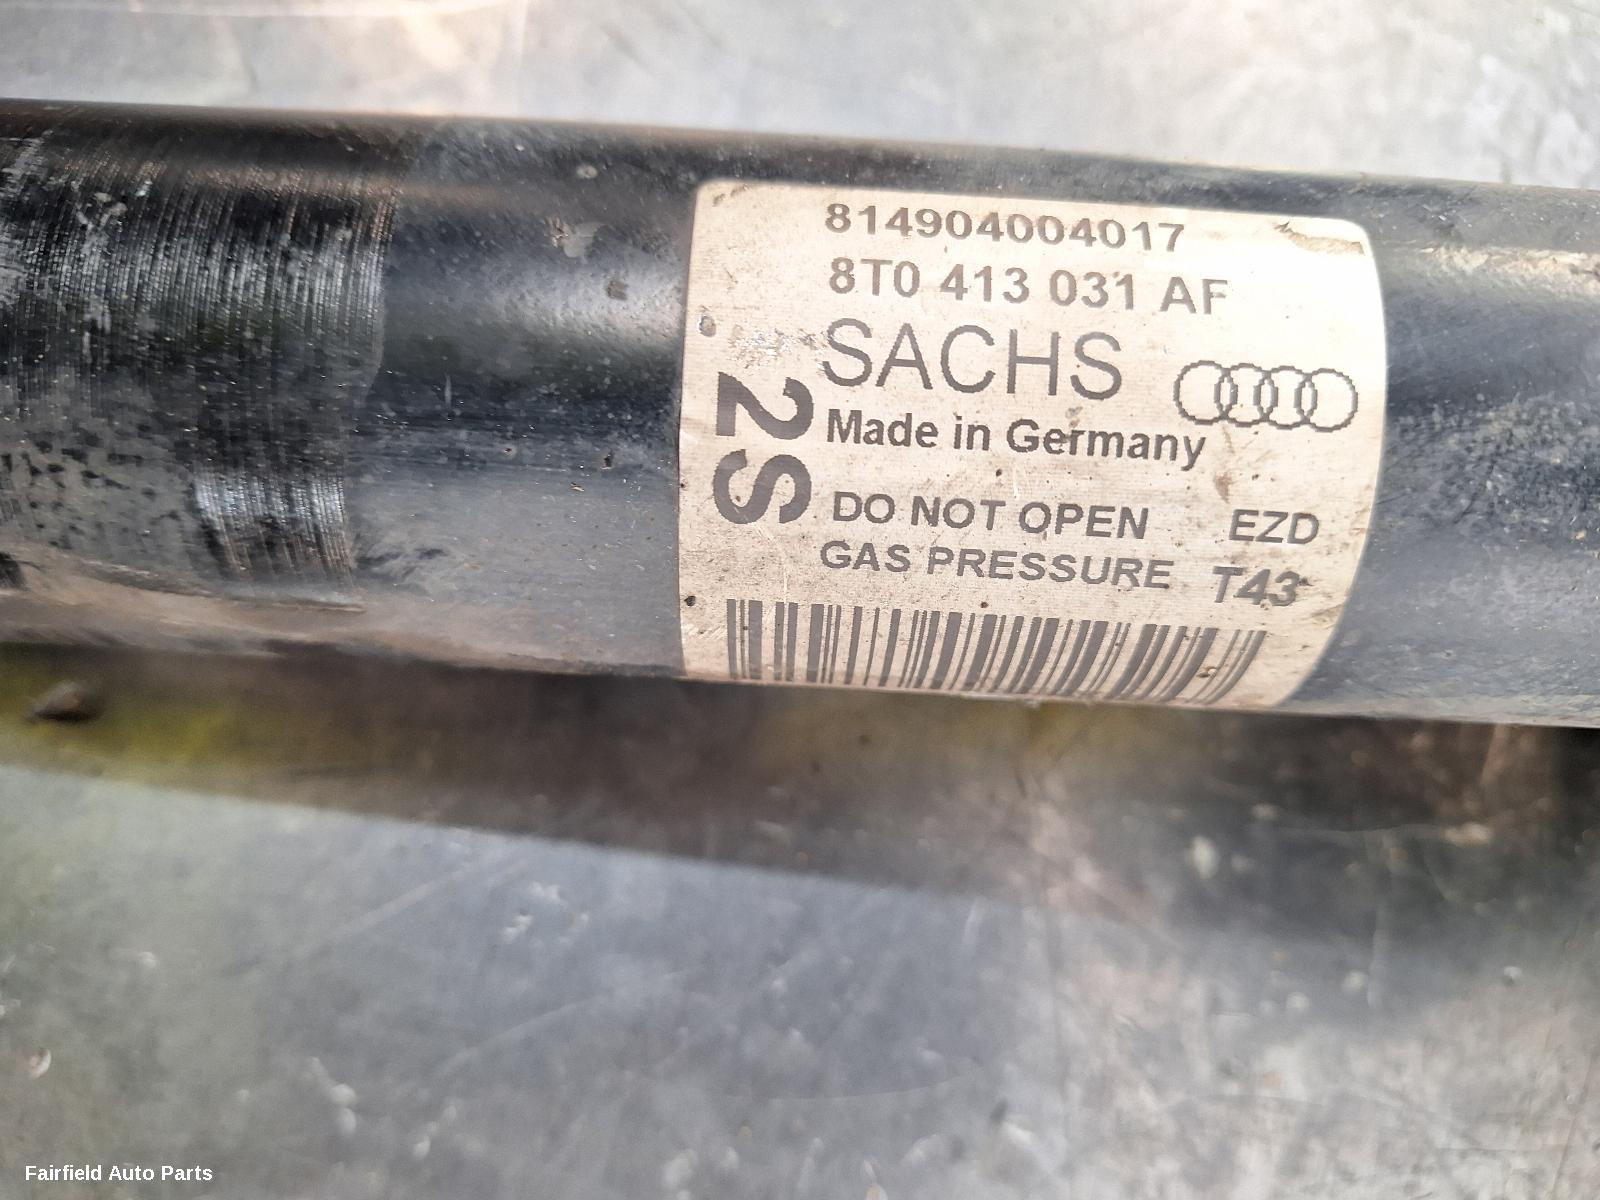 814904004017
8T0 413 031 AF
SACHS
2S
Made in Germany
DO NOT OPEN EZD
GAS PRESSURE T43
Fairfield Auto Parts